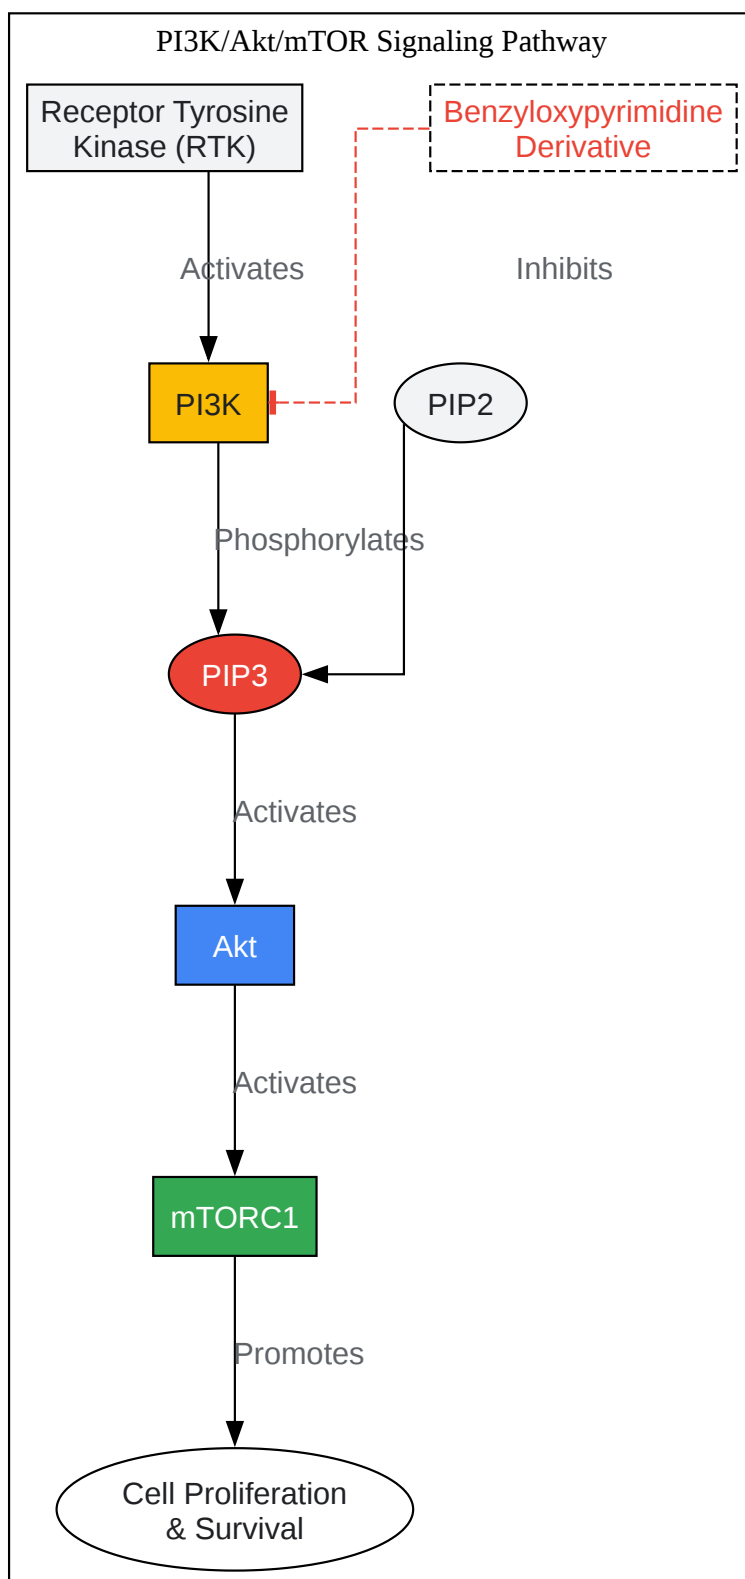 PI3K/Akt/mTOR Signaling Pathway
Receptor Tyrosine
Kinase (RTK)
Benzyloxypyrimidine
Derivative
Activates
Inhibits
PI3K
PIP2
Phosphorylates
PIP3
Activates
Akt
Activates
mTORC1
Promotes
Cell Proliferation
& Survival